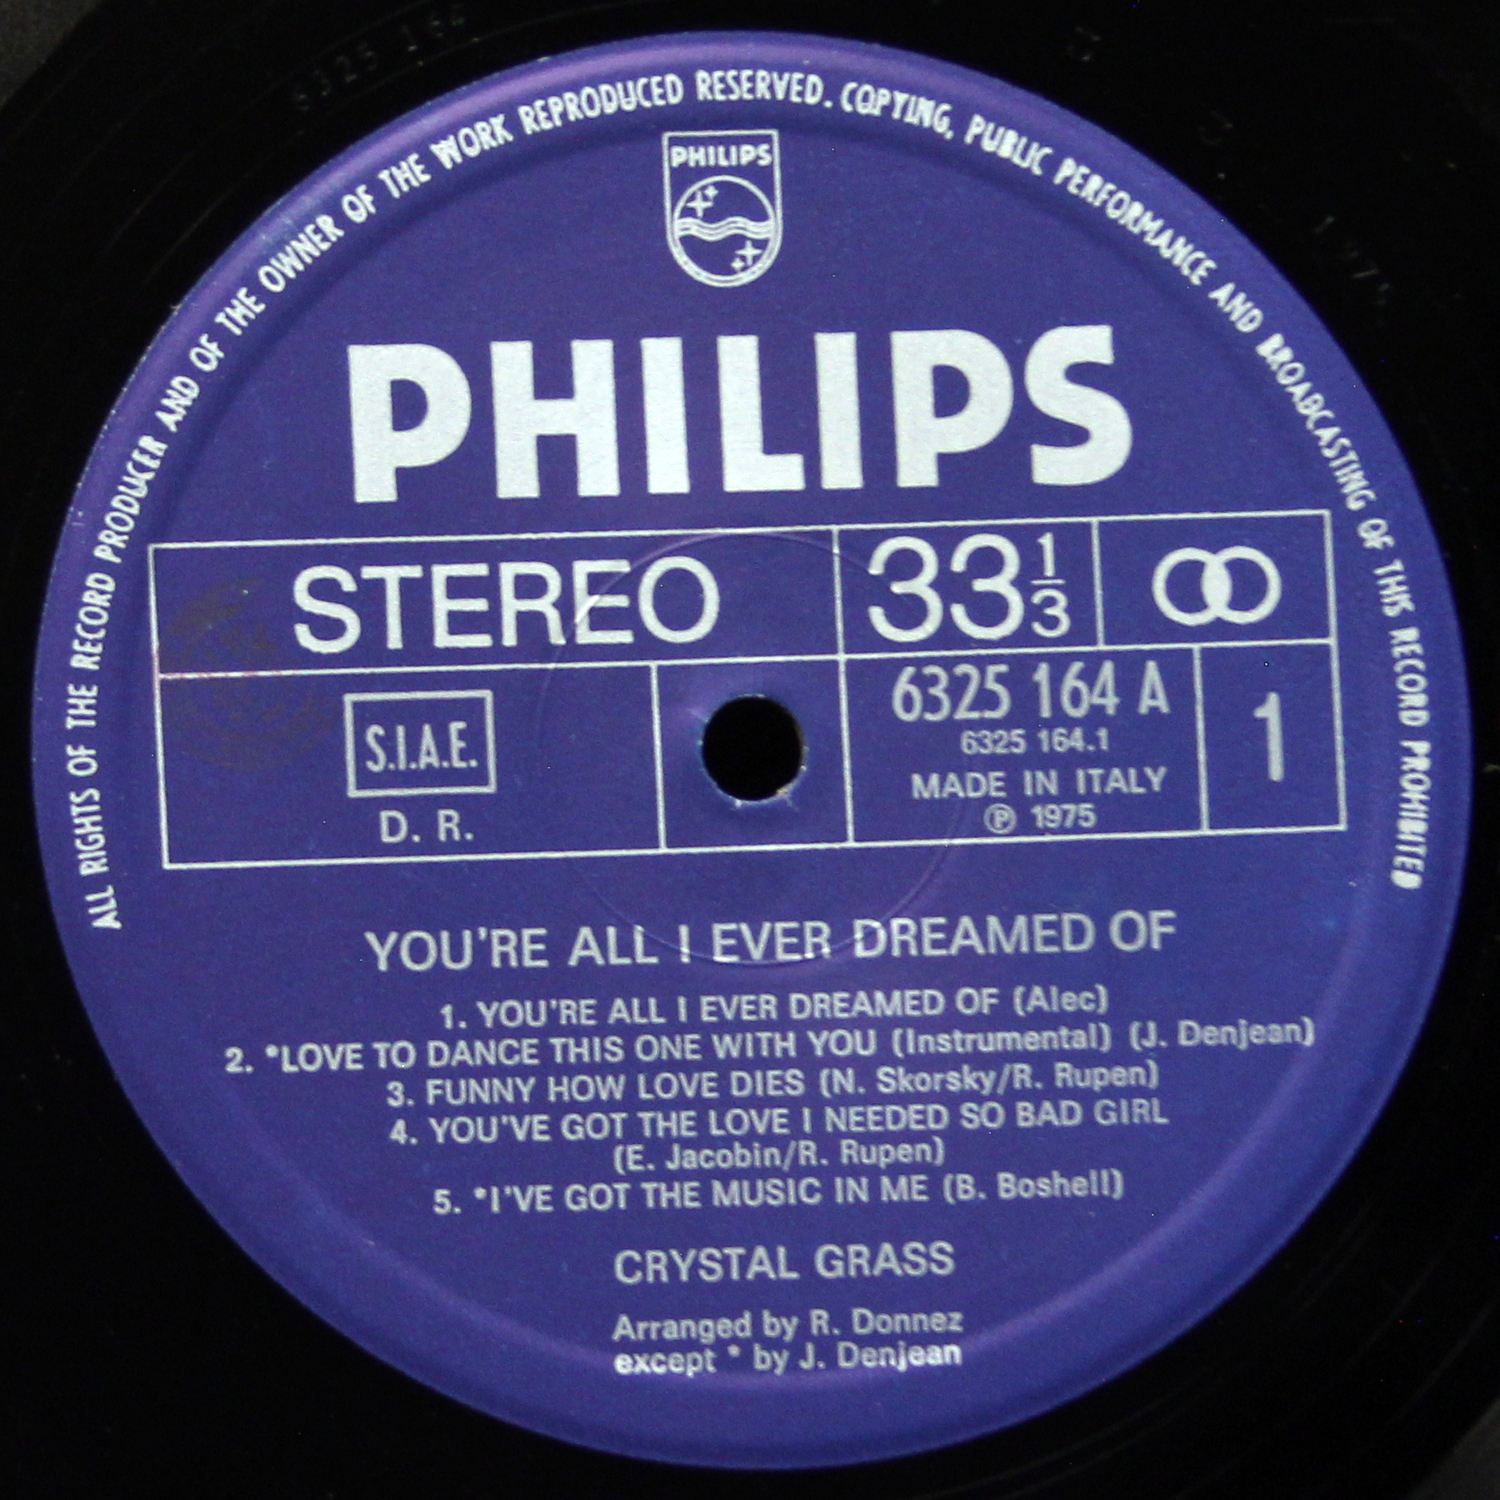 ALL RIGHTS OF THE RECORD PRODUCER AND OF THE OWNER OF THE WORK REPRODUCED RESERVED. COPYING, PUBLIC PERFORMANCE AND BROADCASTING OF THIS RECORD PROHIBITED
PHILIPS
PHILIPS
STEREO
33 1/3
S.I.A.E.
D. R.
6325 164 A
6325 164.1
MADE IN ITALY
℗ 1975
1
YOU'RE ALL I EVER DREAMED OF
1. YOU'RE ALL I EVER DREAMED OF (Alec)
2. *LOVE TO DANCE THIS ONE WITH YOU (Instrumental) (J. Denjean)
3. FUNNY HOW LOVE DIES (N. Skorsky/R. Rupen)
4. YOU'VE GOT THE LOVE I NEEDED SO BAD GIRL
(E. Jacobin/R. Rupen)
5. *I'VE GOT THE MUSIC IN ME (B. Boshell)
CRYSTAL GRASS
Arranged by R. Donnez
except * by J. Denjean